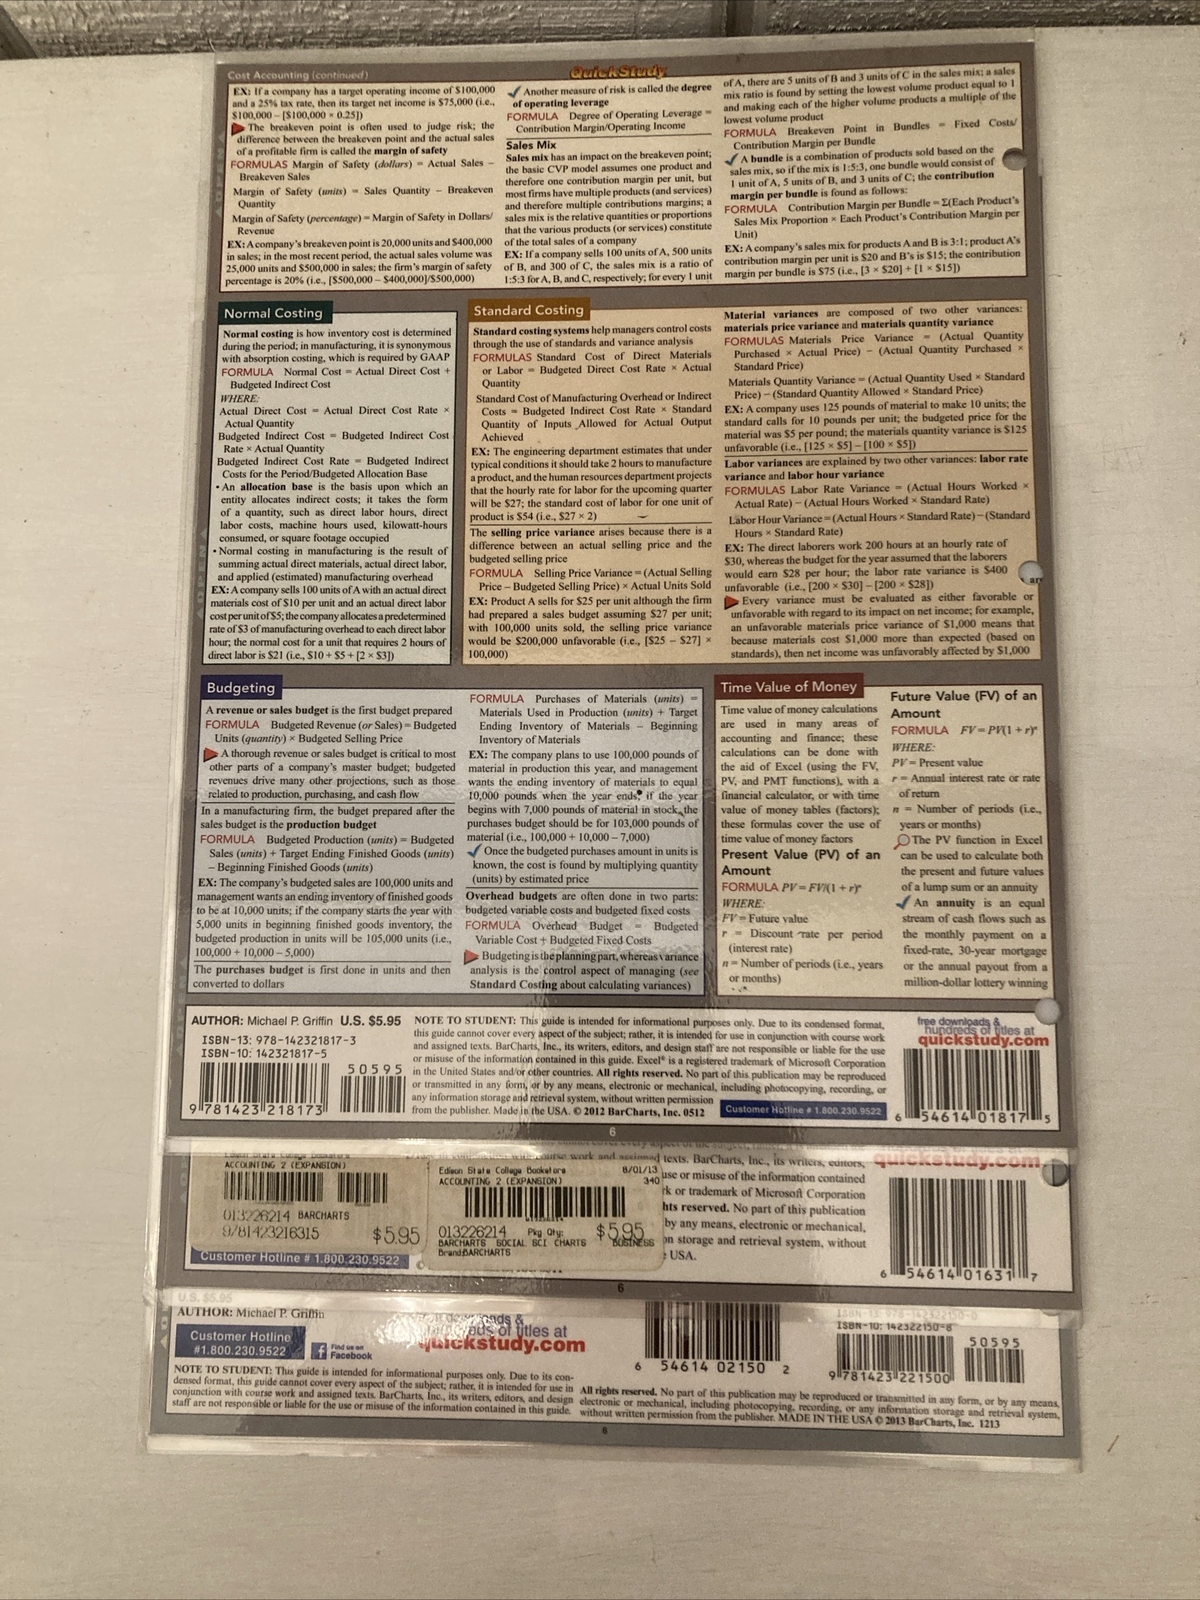 Cost Accounting (continued)
QuickStudy
EX: If a company has a target operating income of $100,000
and a 25% tax rate, then its target net income is $75,000 (i.e.,
$100,000 – [$100,000 × 0.25])
The breakeven point is often used to judge risk; the
difference between the breakeven point and the actual sales
of a profitable firm is called the margin of safety
FORMULAS Margin of Safety (dollars) = Actual Sales –
Breakeven Sales
Margin of Safety (units) = Sales Quantity – Breakeven
Quantity
Margin of Safety (percentage) = Margin of Safety in Dollars/
Revenue
EX: A company's breakeven point is 20,000 units and $400,000
in sales; in the most recent period, the actual sales volume was
25,000 units and $500,000 in sales; the firm's margin of safety
percentage is 20% (i.e., [$500,000 – $400,000]/$500,000)
Another measure of risk is called the degree
of operating leverage
FORMULA Degree of Operating Leverage =
Contribution Margin/Operating Income
Sales Mix
Sales mix has an impact on the breakeven point;
the basic CVP model assumes one product and
therefore one contribution margin per unit, but
most firms have multiple products (and services)
and therefore multiple contributions margins; a
sales mix is the relative quantities or proportions
that the various products (or services) constitute
of the total sales of a company
EX: If a company sells 100 units of A, 500 units
of B, and 300 of C, the sales mix is a ratio of
1:5:3 for A, B, and C, respectively; for every 1 unit
of A, there are 5 units of B and 3 units of C in the sales mix; a sales
mix ratio is found by setting the lowest volume product equal to 1
and making each of the higher volume products a multiple of the
lowest volume product
FORMULA Breakeven Point in Bundles = Fixed Costs/
Contribution Margin per Bundle
A bundle is a combination of products sold based on the
sales mix, so if the mix is 1:5:3, one bundle would consist of
1 unit of A, 5 units of B, and 3 units of C; the contribution
margin per bundle is found as follows:
FORMULA Contribution Margin per Bundle = Σ(Each Product's
Sales Mix Proportion × Each Product's Contribution Margin per
Unit)
EX: A company's sales mix for products A and B is 3:1; product A's
contribution margin per unit is $20 and B's is $15; the contribution
margin per bundle is $75 (i.e., [3 × $20] + [1 × $15])
Normal Costing
Normal costing is how inventory cost is determined
during the period; in manufacturing, it is synonymous
with absorption costing, which is required by GAAP
FORMULA Normal Cost = Actual Direct Cost +
Budgeted Indirect Cost
WHERE:
Actual Direct Cost = Actual Direct Cost Rate ×
Actual Quantity
Budgeted Indirect Cost = Budgeted Indirect Cost
Rate × Actual Quantity
Budgeted Indirect Cost Rate = Budgeted Indirect
Costs for the Period/Budgeted Allocation Base
• An allocation base is the basis upon which an
entity allocates indirect costs; it takes the form
of a quantity, such as direct labor hours, direct
labor costs, machine hours used, kilowatt-hours
consumed, or square footage occupied
• Normal costing in manufacturing is the result of
summing actual direct materials, actual direct labor,
and applied (estimated) manufacturing overhead
EX: A company sells 100 units of A with an actual direct
materials cost of $10 per unit and an actual direct labor
cost per unit of $5; the company allocates a predetermined
rate of $3 of manufacturing overhead to each direct labor
hour; the normal cost for a unit that requires 2 hours of
direct labor is $21 (i.e., $10 + $5 + [2 × $3])
Standard Costing
Standard costing systems help managers control costs
through the use of standards and variance analysis
FORMULAS Standard Cost of Direct Materials
or Labor = Budgeted Direct Cost Rate × Actual
Quantity
Standard Cost of Manufacturing Overhead or Indirect
Costs = Budgeted Indirect Cost Rate × Standard
Quantity of Inputs Allowed for Actual Output
Achieved
EX: The engineering department estimates that under
typical conditions it should take 2 hours to manufacture
a product, and the human resources department projects
that the hourly rate for labor for the upcoming quarter
will be $27; the standard cost of labor for one unit of
product is $54 (i.e., $27 × 2)
The selling price variance arises because there is a
difference between an actual selling price and the
budgeted selling price
FORMULA Selling Price Variance = (Actual Selling
Price – Budgeted Selling Price) × Actual Units Sold
EX: Product A sells for $25 per unit although the firm
had prepared a sales budget assuming $27 per unit;
with 100,000 units sold, the selling price variance
would be $200,000 unfavorable (i.e., [$25 – $27] ×
100,000)
Material variances are composed of two other variances:
materials price variance and materials quantity variance
FORMULAS Materials Price Variance = (Actual Quantity
Purchased × Actual Price) – (Actual Quantity Purchased ×
Standard Price)
Materials Quantity Variance = (Actual Quantity Used × Standard
Price) – (Standard Quantity Allowed × Standard Price)
EX: A company uses 125 pounds of material to make 10 units; the
standard calls for 10 pounds per unit; the budgeted price for the
material was $5 per pound; the materials quantity variance is $125
unfavorable (i.e., [125 × $5] – [100 × $5])
Labor variances are explained by two other variances: labor rate
variance and labor hour variance
FORMULAS Labor Rate Variance = (Actual Hours Worked ×
Actual Rate) – (Actual Hours Worked × Standard Rate)
Labor Hour Variance = (Actual Hours × Standard Rate) – (Standard
Hours × Standard Rate)
EX: The direct laborers work 200 hours at an hourly rate of
$30, whereas the budget for the year assumed that the laborers
would earn $28 per hour; the labor rate variance is $400
unfavorable (i.e., [200 × $30] – [200 × $28])
Every variance must be evaluated as either favorable or
unfavorable with regard to its impact on net income; for example,
an unfavorable materials price variance of $1,000 means that
because materials cost $1,000 more than expected (based on
standards), then net income was unfavorably affected by $1,000
Budgeting
A revenue or sales budget is the first budget prepared
FORMULA Budgeted Revenue (or Sales) = Budgeted
Units (quantity) × Budgeted Selling Price
A thorough revenue or sales budget is critical to most
other parts of a company's master budget; budgeted
revenues drive many other projections, such as those
related to production, purchasing, and cash flow
In a manufacturing firm, the budget prepared after the
sales budget is the production budget
FORMULA Budgeted Production (units) = Budgeted
Sales (units) + Target Ending Finished Goods (units)
– Beginning Finished Goods (units)
EX: The company's budgeted sales are 100,000 units and
management wants an ending inventory of finished goods
to be at 10,000 units; if the company starts the year with
5,000 units in beginning finished goods inventory, the
budgeted production in units will be 105,000 units (i.e.,
100,000 + 10,000 – 5,000)
The purchases budget is first done in units and then
converted to dollars
FORMULA Purchases of Materials (units) =
Materials Used in Production (units) + Target
Ending Inventory of Materials – Beginning
Inventory of Materials
EX: The company plans to use 100,000 pounds of
material in production this year, and management
wants the ending inventory of materials to equal
10,000 pounds when the year ends; if the year
begins with 7,000 pounds of material in stock, the
purchases budget should be for 103,000 pounds of
material (i.e., 100,000 + 10,000 – 7,000)
Once the budgeted purchases amount in units is
known, the cost is found by multiplying quantity
(units) by estimated price
Overhead budgets are often done in two parts:
budgeted variable costs and budgeted fixed costs
FORMULA Overhead Budget = Budgeted
Variable Cost + Budgeted Fixed Costs
Budgeting is the planning part, whereas variance
analysis is the control aspect of managing (see
Standard Costing about calculating variances)
Time Value of Money
Time value of money calculations
are used in many areas of
accounting and finance; these
calculations can be done with
the aid of Excel (using the FV,
PV, and PMT functions), with a
financial calculator, or with time
value of money tables (factors);
these formulas cover the use of
time value of money factors
Present Value (PV) of an
Amount
FORMULA PV = FV/(1 + r)ⁿ
WHERE:
FV = Future value
r = Discount rate per period
(interest rate)
n = Number of periods (i.e., years
or months)
Future Value (FV) of an
Amount
FORMULA FV = PV(1 + r)ⁿ
WHERE:
PV = Present value
r = Annual interest rate or rate
of return
n = Number of periods (i.e.,
years or months)
The PV function in Excel
can be used to calculate both
the present and future values
of a lump sum or an annuity
An annuity is an equal
stream of cash flows such as
the monthly payment on a
fixed-rate, 30-year mortgage
or the annual payout from a
million-dollar lottery winning
AUTHOR: Michael P. Griffin U.S. $5.95
ISBN-13: 978-142321817-3
ISBN-10: 142321817-5
50595
9 781423 218173
NOTE TO STUDENT: This guide is intended for informational purposes only. Due to its condensed format,
this guide cannot cover every aspect of the subject; rather, it is intended for use in conjunction with course work
and assigned texts. BarCharts, Inc., its writers, editors, and design staff are not responsible or liable for the use
or misuse of the information contained in this guide. Excel® is a registered trademark of Microsoft Corporation
in the United States and/or other countries. All rights reserved. No part of this publication may be reproduced
or transmitted in any form, or by any means, electronic or mechanical, including photocopying, recording, or
any information storage and retrieval system, without written permission
from the publisher. Made in the USA. © 2012 BarCharts, Inc. 0512
Customer Hotline # 1.800.230.9522
free downloads &
hundreds of titles at
quickstudy.com
6 54614 01817 5
6
Edison State College Bookstore
ACCOUNTING 2 (EXPANSION)
013226214 BARCHARTS
9781423216315
$5.95
Customer Hotline # 1.800.230.9522
Edison State College Bookstore 8/01/13
ACCOUNTING 2 (EXPANSION) 340
013226214 Pkg Qty:
$5.95
BARCHARTS SOCIAL SCI CHARTS BUSINESS
Brand:BARCHARTS
course work and assigned texts. BarCharts, Inc., its writers, editors,
use or misuse of the information contained
or trademark of Microsoft Corporation
rights reserved. No part of this publication
by any means, electronic or mechanical,
storage and retrieval system, without
USA.
quickstudy.com
6 54614 01631 7
6
U.S. $5.95
AUTHOR: Michael P. Griffin
Customer Hotline
#1.800.230.9522
Find us on
Facebook
downloads &
of titles at
quickstudy.com
6 54614 02150 2
ISBN-10: 142322150-8
50595
9 781423 221500
NOTE TO STUDENT: This guide is intended for informational purposes only. Due to its con-
densed format, this guide cannot cover every aspect of the subject; rather, it is intended for use in
conjunction with course work and assigned texts. BarCharts, Inc., its writers, editors, and design
staff are not responsible or liable for the use or misuse of the information contained in this guide.
All rights reserved. No part of this publication may be reproduced or transmitted in any form, or by any means,
electronic or mechanical, including photocopying, recording, or any information storage and retrieval system,
without written permission from the publisher. MADE IN THE USA © 2013 BarCharts, Inc. 1213
6